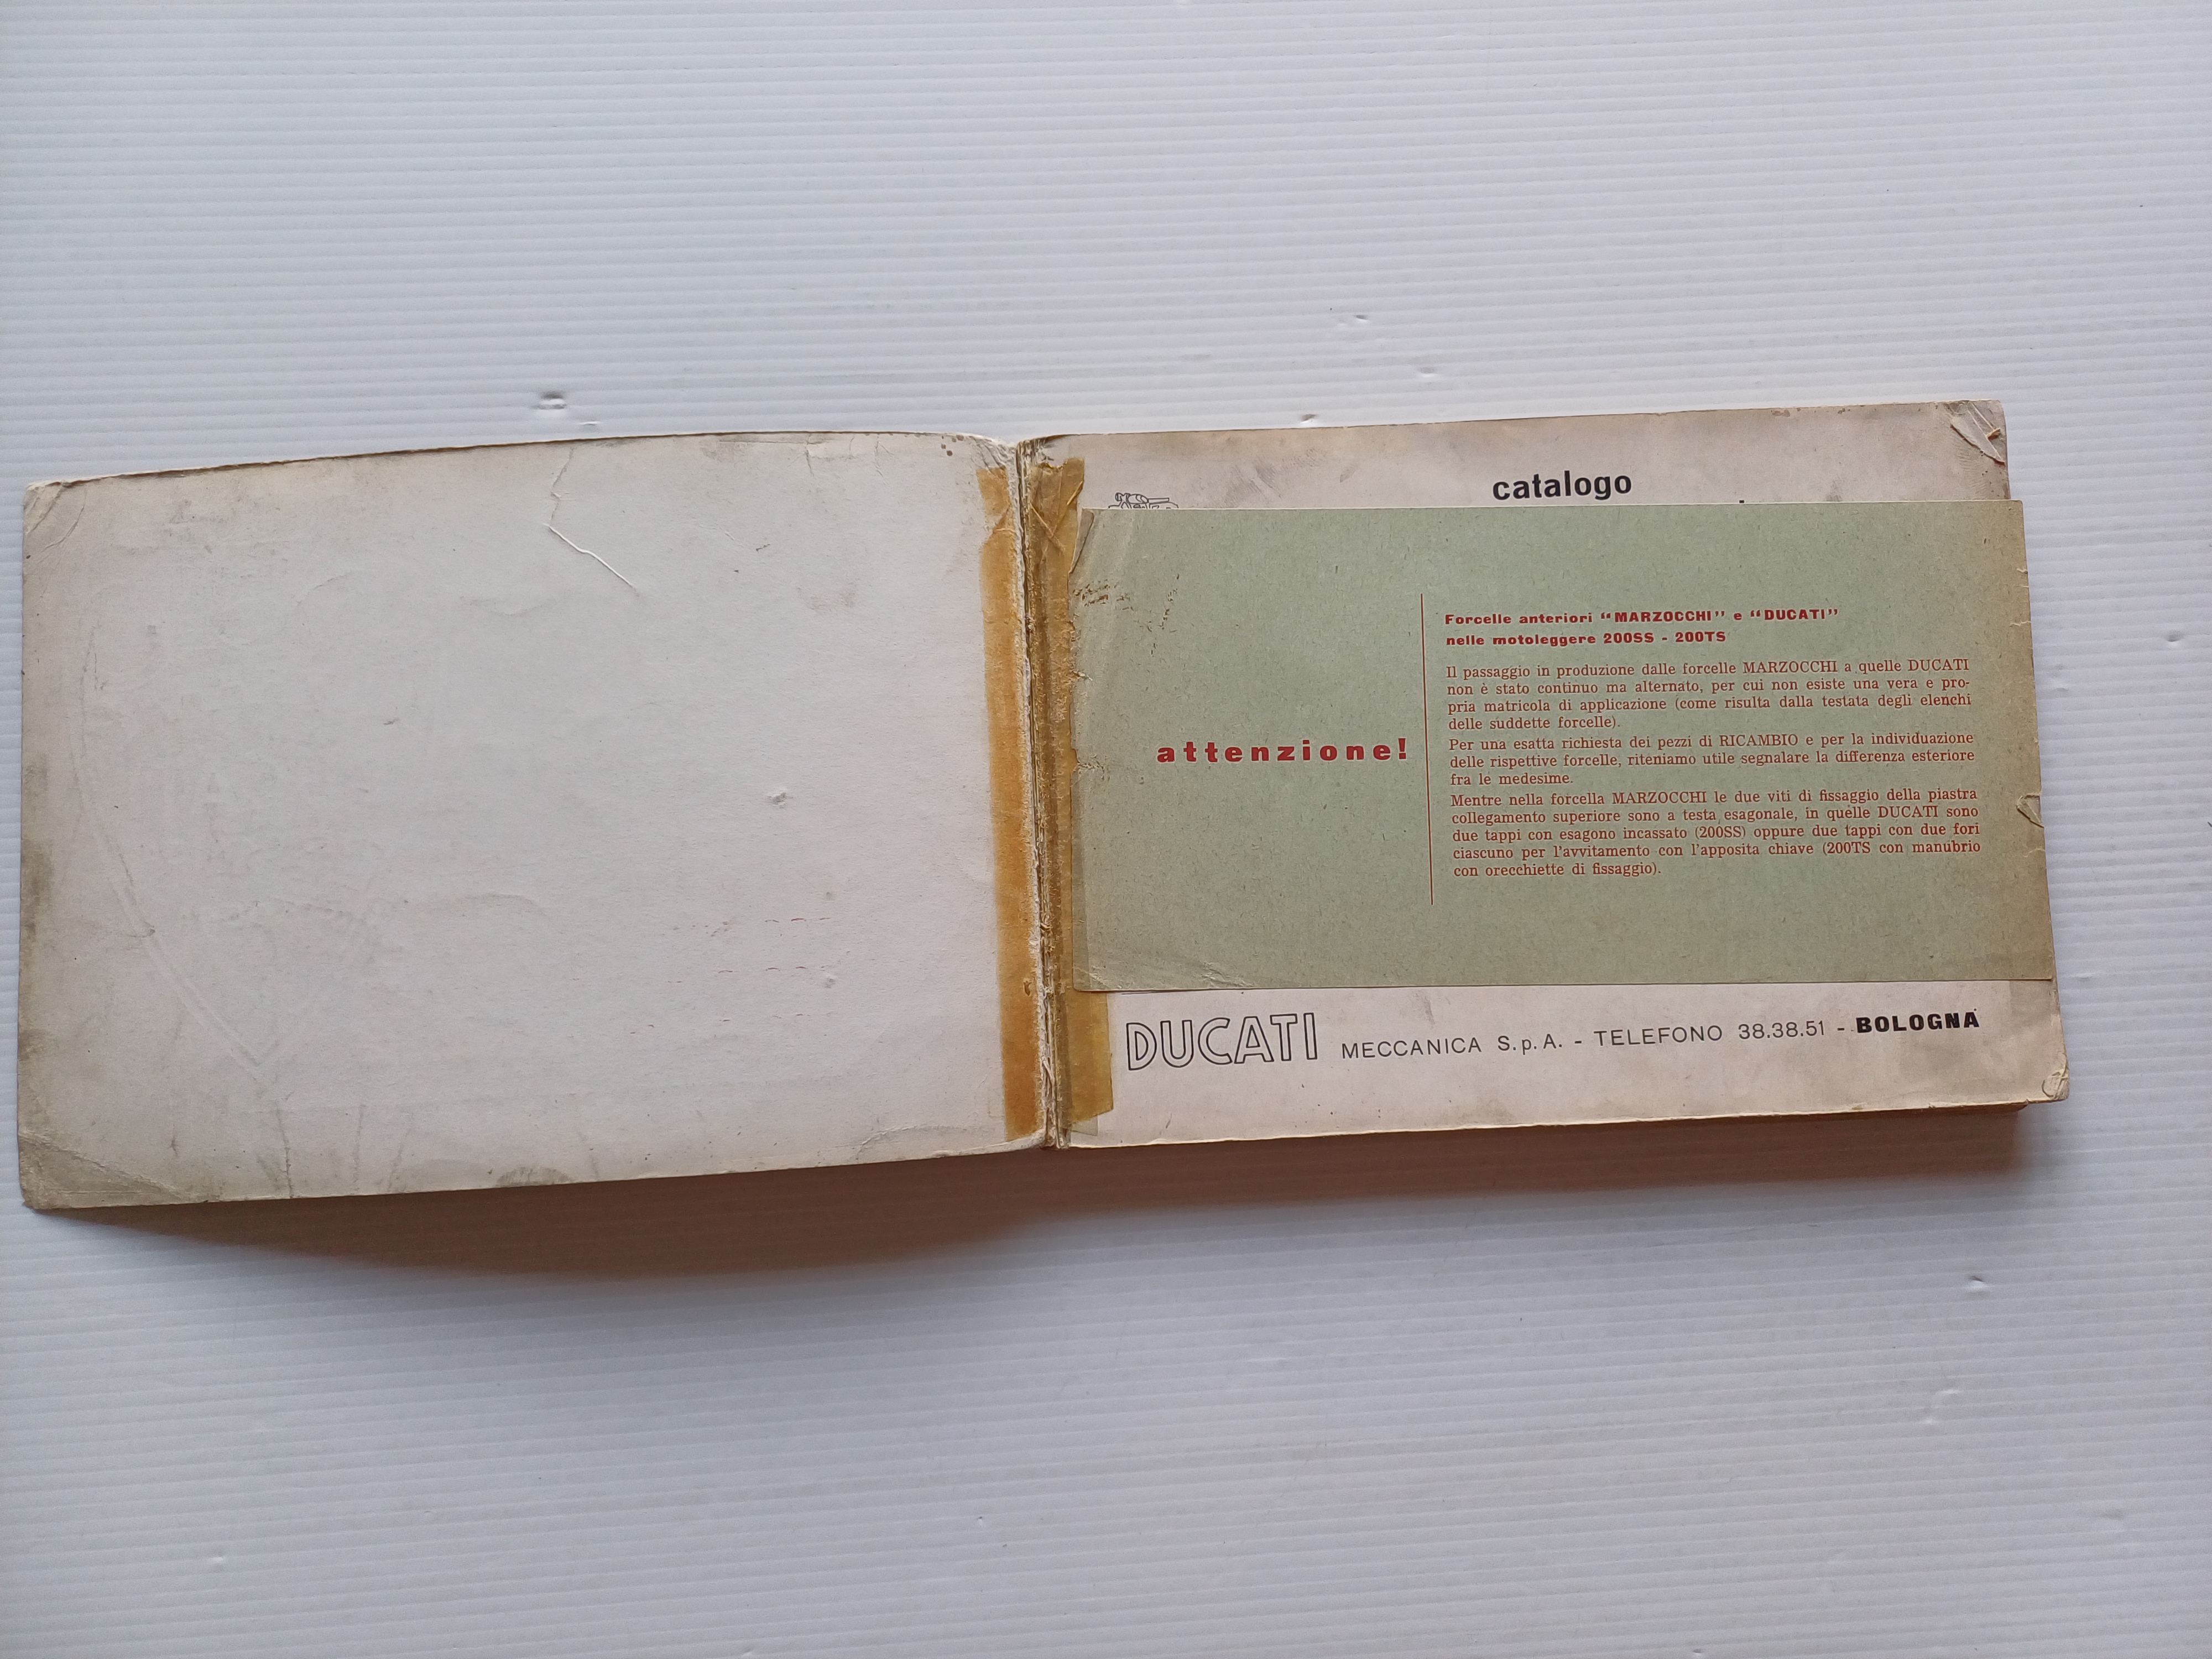 catalogo
attenzione!
Forcelle anteriori “MARZOCCHI” e “DUCATI”
nelle motoleggere 200SS - 200TS
Il passaggio in produzione dalle forcelle MARZOCCHI a quelle DUCATI
non è stato continuo ma alternato, per cui non esiste una vera e pro-
pria matricola di applicazione (come risulta dalla testata degli elenchi
delle suddette forcelle).
Per una esatta richiesta dei pezzi di RICAMBIO e per la individuazione
delle rispettive forcelle, riteniamo utile segnalare la differenza esteriore
fra le medesime.
Mentre nella forcella MARZOCCHI le due viti di fissaggio della piastra
collegamento superiore sono a testa esagonale, in quelle DUCATI sono
due tappi con esagono incassato (200SS) oppure due tappi con due fori
ciascuno per l'avvitamento con l'apposita chiave (200TS con manubrio
con orecchiette di fissaggio).
DUCATI MECCANICA S.p.A. - TELEFONO 38.38.51 - BOLOGNA